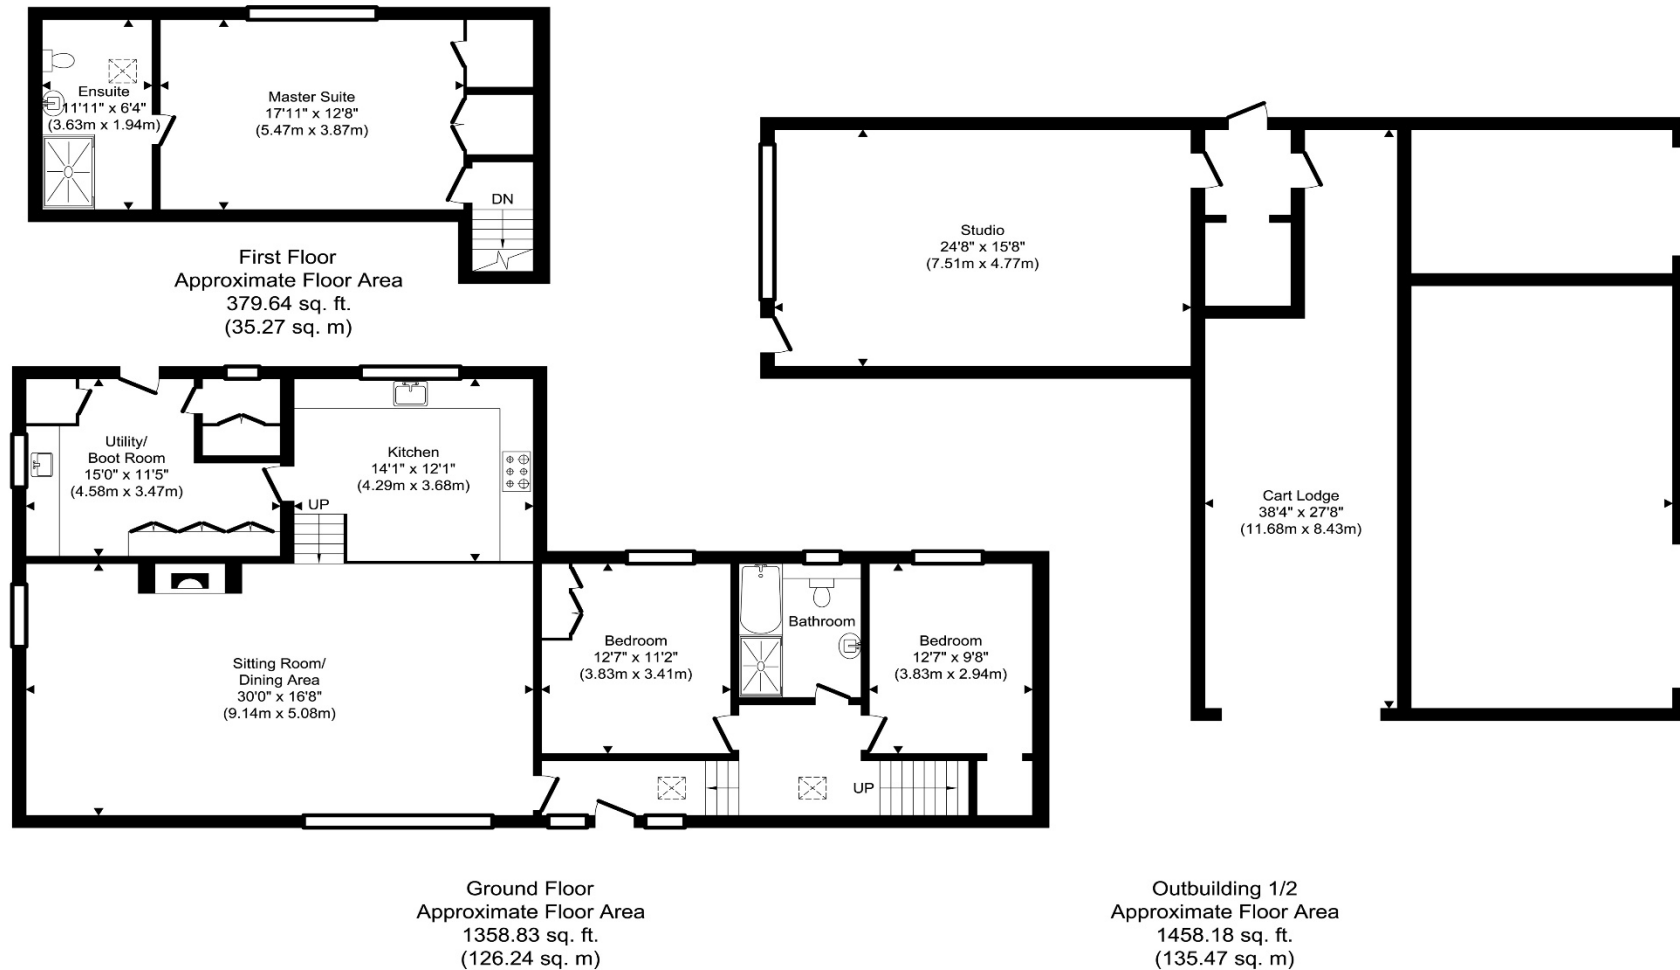 Ensuite
11'11" x 6'4"
(3.63m x 1.94m)
Master Suite
17'11" x 12'8"
(5.47m x 3.87m)
DN
First Floor
Approximate Floor Area
379.64 sq. ft.
(35.27 sq. m)
Studio
24'8" x 15'8"
(7.51m x 4.77m)
Utility/
Boot Room
15'0" x 11'5"
(4.58m x 3.47m)
Kitchen
14'1" x 12'1"
(4.29m x 3.68m)
UP
Cart Lodge
38'4" x 27'8"
(11.68m x 8.43m)
Sitting Room/
Dining Area
30'0" x 16'8"
(9.14m x 5.08m)
Bedroom
12'7" x 11'2"
(3.83m x 3.41m)
Bathroom
Bedroom
12'7" x 9'8"
(3.83m x 2.94m)
UP
Ground Floor
Approximate Floor Area
1358.83 sq. ft.
(126.24 sq. m)
Outbuilding 1/2
Approximate Floor Area
1458.18 sq. ft.
(135.47 sq. m)